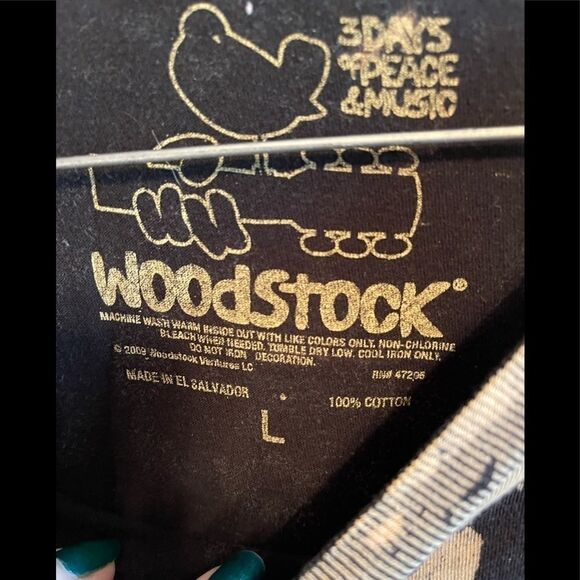 3 DAYS
of PEACE
& MUSIC
WOODSTOCK®
MACHINE WASH WARM INSIDE OUT WITH LIKE COLORS ONLY. NON-CHLORINE
BLEACH WHEN NEEDED. TUMBLE DRY LOW. COOL IRON ONLY.
DO NOT IRON DECORATION.
© 2009 Woodstock Ventures LC
RN# 47296
MADE IN EL SALVADOR
100% COTTON
L